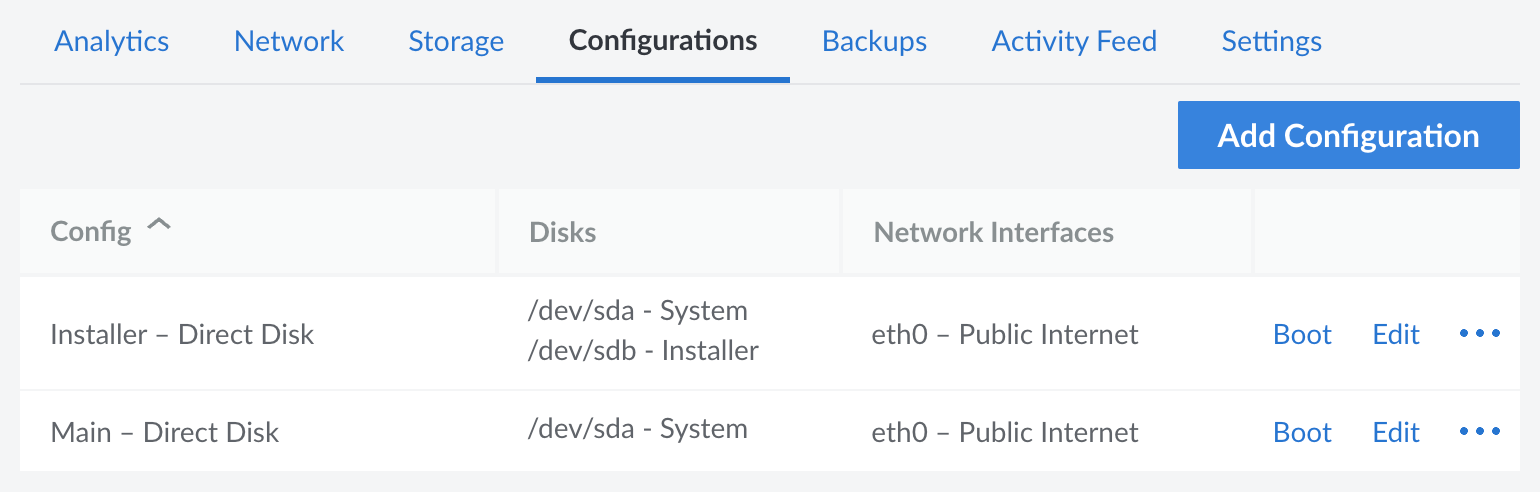 Analytics Network Storage Configurations Backups Activity Feed Settings
Add Configuration
Config Disks Network Interfaces
Installer – Direct Disk /dev/sda - System eth0 – Public Internet Boot Edit
/dev/sdb - Installer
Main – Direct Disk /dev/sda - System eth0 – Public Internet Boot Edit